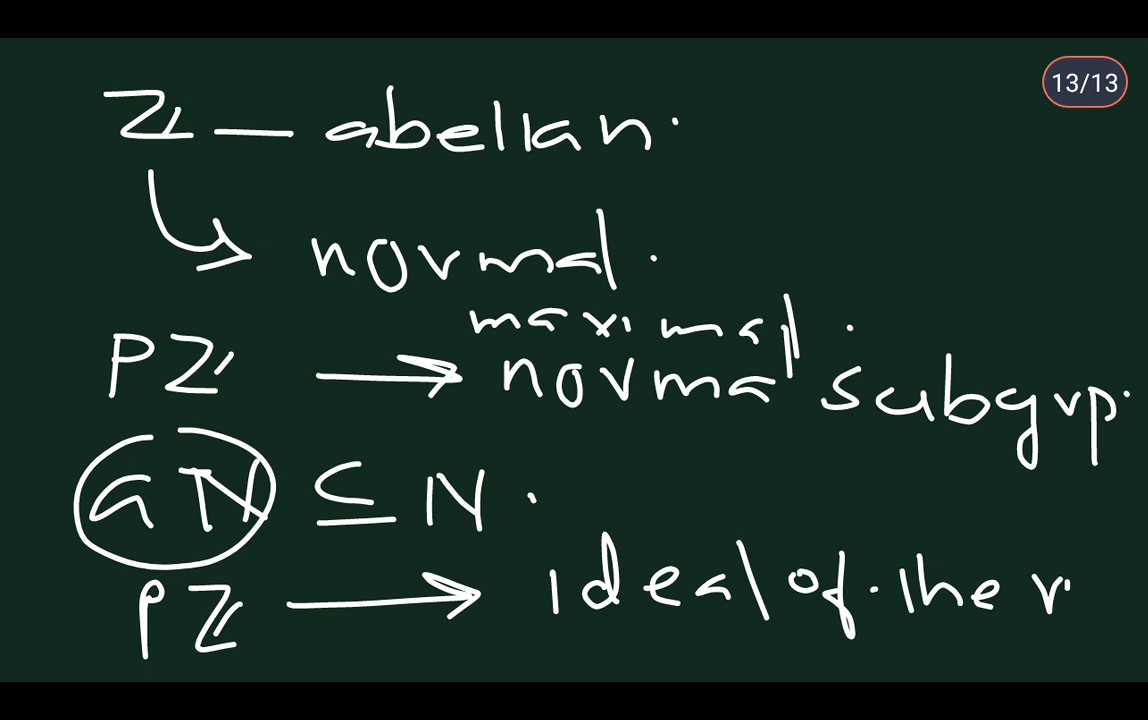 13/13
ℤ — abelian.
↳ normal.
maximal.
Pℤ → normal subgrp.
GN ⊆ N.
Pℤ → ideal of. the r